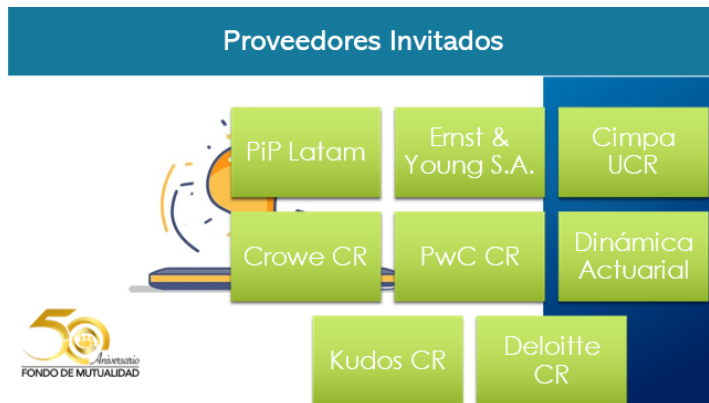 Proveedores Invitados
PiP Latam
Ernst &
Young S.A.
Cimpa
UCR
Crowe CR
PwC CR
Dinámica
Actuarial
Kudos CR
Deloitte
CR
50
Aniversario
FONDO DE MUTUALIDAD